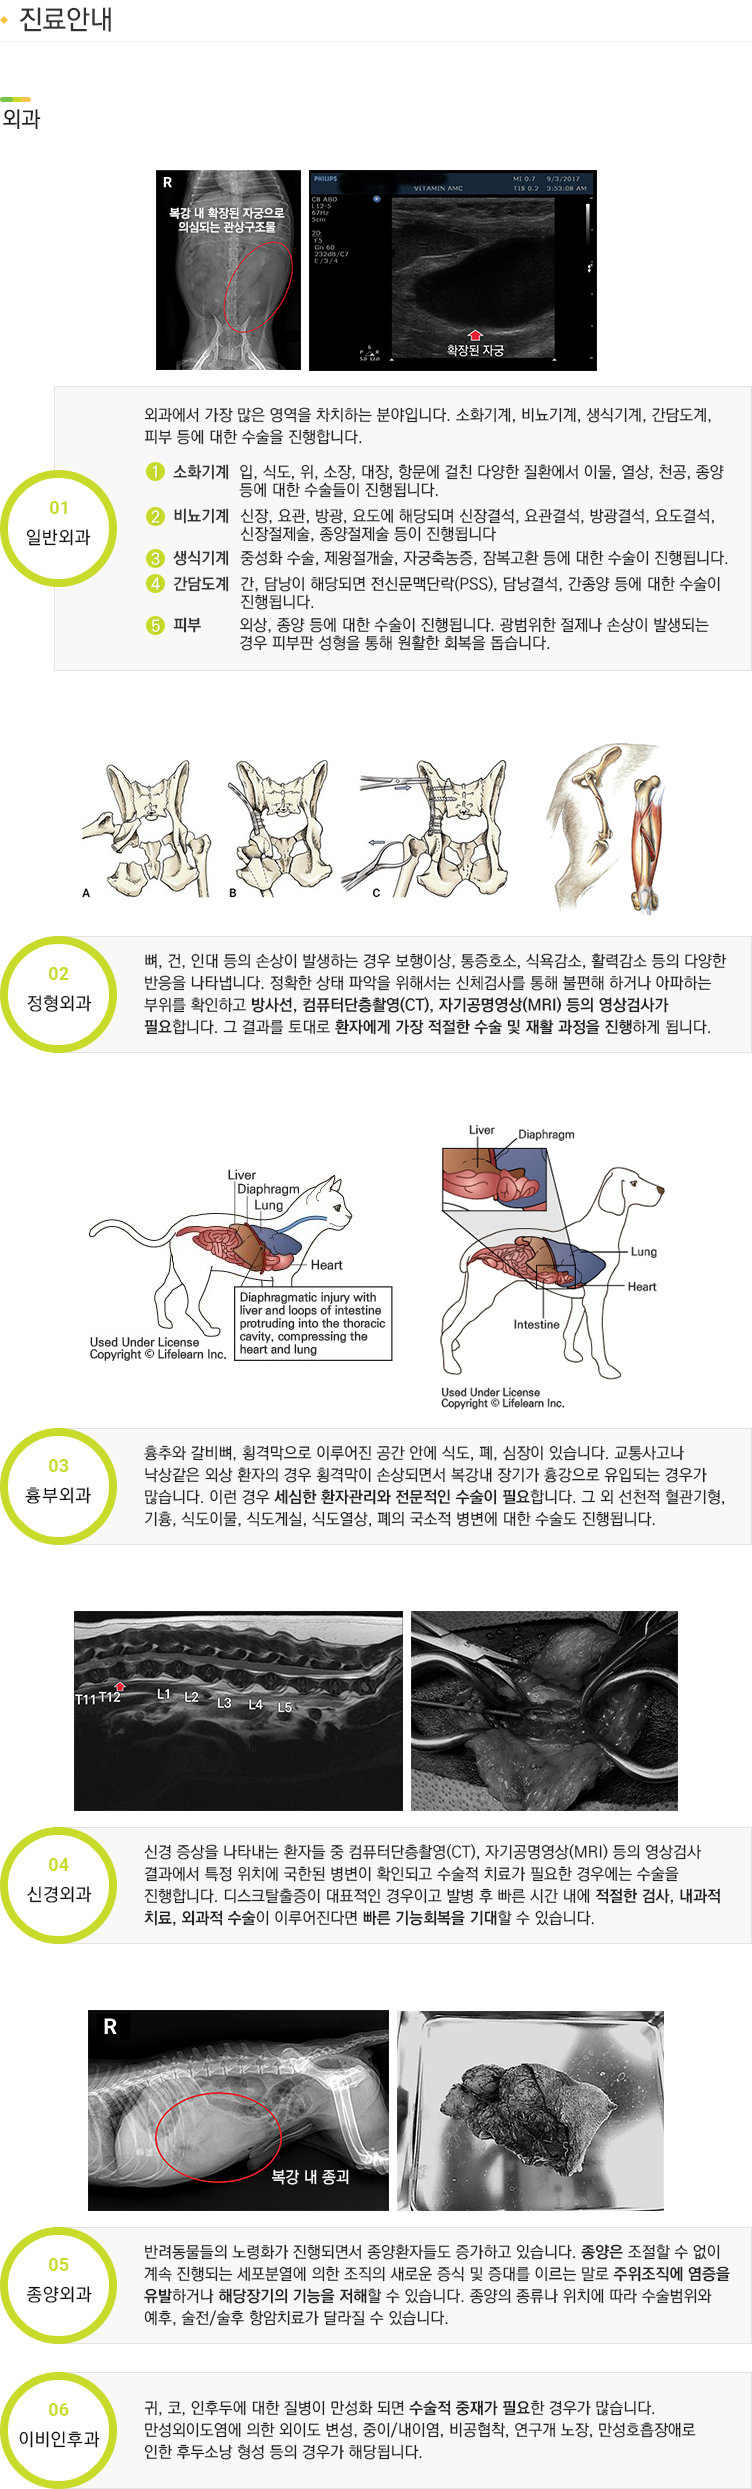 진료안내
외과
R
복강 내 확장된 자궁으로
의심되는 관상구조물
PHILIPS
VITAMIN AMC
MI 0.7 9/3/2017
TIS 0.2 3:53:08 AM
C8 ABD
L12-5
67Hz
5cm
2D
F5
Gn 60
232dB/C7
E/3/4
P
G
R
5.0 12.0
확장된 자궁
01
일반외과
외과에서 가장 많은 영역을 차치하는 분야입니다. 소화기계, 비뇨기계, 생식기계, 간담도계,
피부 등에 대한 수술을 진행합니다.
1 소화기계 입, 식도, 위, 소장, 대장, 항문에 걸친 다양한 질환에서 이물, 열상, 천공, 종양
등에 대한 수술들이 진행됩니다.
2 비뇨기계 신장, 요관, 방광, 요도에 해당되며 신장결석, 요관결석, 방광결석, 요도결석,
신장절제술, 종양절제술 등이 진행됩니다
3 생식기계 중성화 수술, 제왕절개술, 자궁축농증, 잠복고환 등에 대한 수술이 진행됩니다.
4 간담도계 간, 담낭이 해당되면 전신문맥단락(PSS), 담낭결석, 간종양 등에 대한 수술이
진행됩니다.
5 피부 외상, 종양 등에 대한 수술이 진행됩니다. 광범위한 절제나 손상이 발생되는
경우 피부판 성형을 통해 원활한 회복을 돕습니다.
A
B
C
02
정형외과
뼈, 건, 인대 등의 손상이 발생하는 경우 보행이상, 통증호소, 식욕감소, 활력감소 등의 다양한
반응을 나타냅니다. 정확한 상태 파악을 위해서는 신체검사를 통해 불편해 하거나 아파하는
부위를 확인하고 방사선, 컴퓨터단층촬영(CT), 자기공명영상(MRI) 등의 영상검사가
필요합니다. 그 결과를 토대로 환자에게 가장 적절한 수술 및 재활 과정을 진행하게 됩니다.
Liver
Diaphragm
Lung
Heart
Diaphragmatic injury with
liver and loops of intestine
protruding into the thoracic
cavity, compressing the
heart and lung
Used Under License
Copyright © Lifelearn Inc.
Liver
Diaphragm
Lung
Heart
Intestine
Used Under License
Copyright © Lifelearn Inc.
03
흉부외과
흉추와 갈비뼈, 횡격막으로 이루어진 공간 안에 식도, 폐, 심장이 있습니다. 교통사고나
낙상같은 외상 환자의 경우 횡격막이 손상되면서 복강내 장기가 흉강으로 유입되는 경우가
많습니다. 이런 경우 세심한 환자관리와 전문적인 수술이 필요합니다. 그 외 선천적 혈관기형,
기흉, 식도이물, 식도게실, 식도열상, 폐의 국소적 병변에 대한 수술도 진행됩니다.
T11 T12 L1 L2 L3 L4 L5
04
신경외과
신경 증상을 나타내는 환자들 중 컴퓨터단층촬영(CT), 자기공명영상(MRI) 등의 영상검사
결과에서 특정 위치에 국한된 병변이 확인되고 수술적 치료가 필요한 경우에는 수술을
진행합니다. 디스크탈출증이 대표적인 경우이고 발병 후 빠른 시간 내에 적절한 검사, 내과적
치료, 외과적 수술이 이루어진다면 빠른 기능회복을 기대할 수 있습니다.
R
복강 내 종괴
05
종양외과
반려동물들의 노령화가 진행되면서 종양환자들도 증가하고 있습니다. 종양은 조절할 수 없이
계속 진행되는 세포분열에 의한 조직의 새로운 증식 및 증대를 이르는 말로 주위조직에 염증을
유발하거나 해당장기의 기능을 저해할 수 있습니다. 종양의 종류나 위치에 따라 수술범위와
예후, 술전/술후 항암치료가 달라질 수 있습니다.
06
이비인후과
귀, 코, 인후두에 대한 질병이 만성화 되면 수술적 중재가 필요한 경우가 많습니다.
만성외이도염에 의한 외이도 변성, 중이/내이염, 비공협착, 연구개 노장, 만성호흡장애로
인한 후두소낭 형성 등의 경우가 해당됩니다.